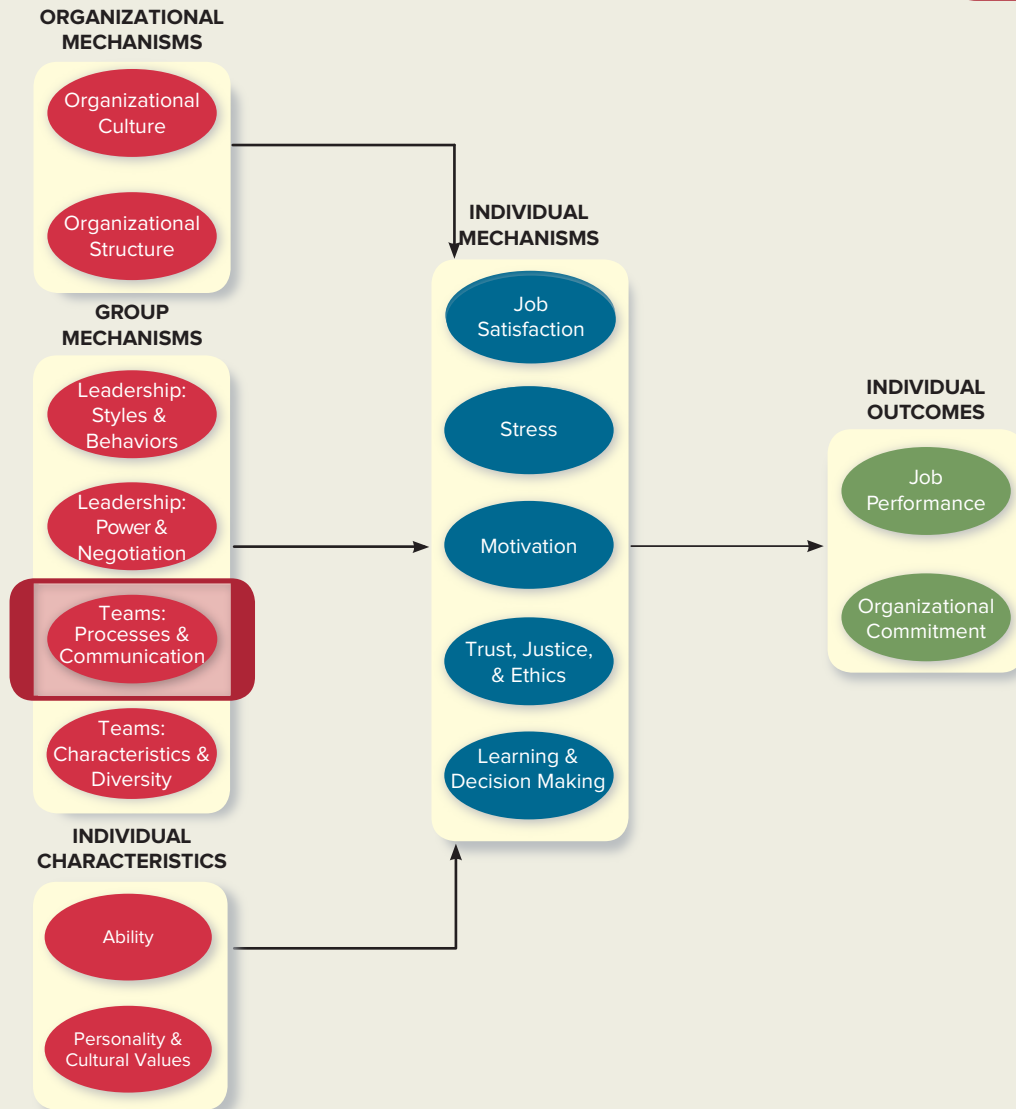 ORGANIZATIONAL
MECHANISMS
Organizational
Culture
Organizational
Structure
GROUP
MECHANISMS
Leadership:
Styles &
Behaviors
Leadership:
Power &
Negotiation
Teams:
Processes &
Communication
Teams:
Characteristics &
Diversity
INDIVIDUAL
CHARACTERISTICS
Ability
Personality &
Cultural Values
INDIVIDUAL
MECHANISMS
Job
Satisfaction
Stress
Motivation
Trust, Justice,
& Ethics
Learning &
Decision Making
INDIVIDUAL
OUTCOMES
Job
Performance
Organizational
Commitment